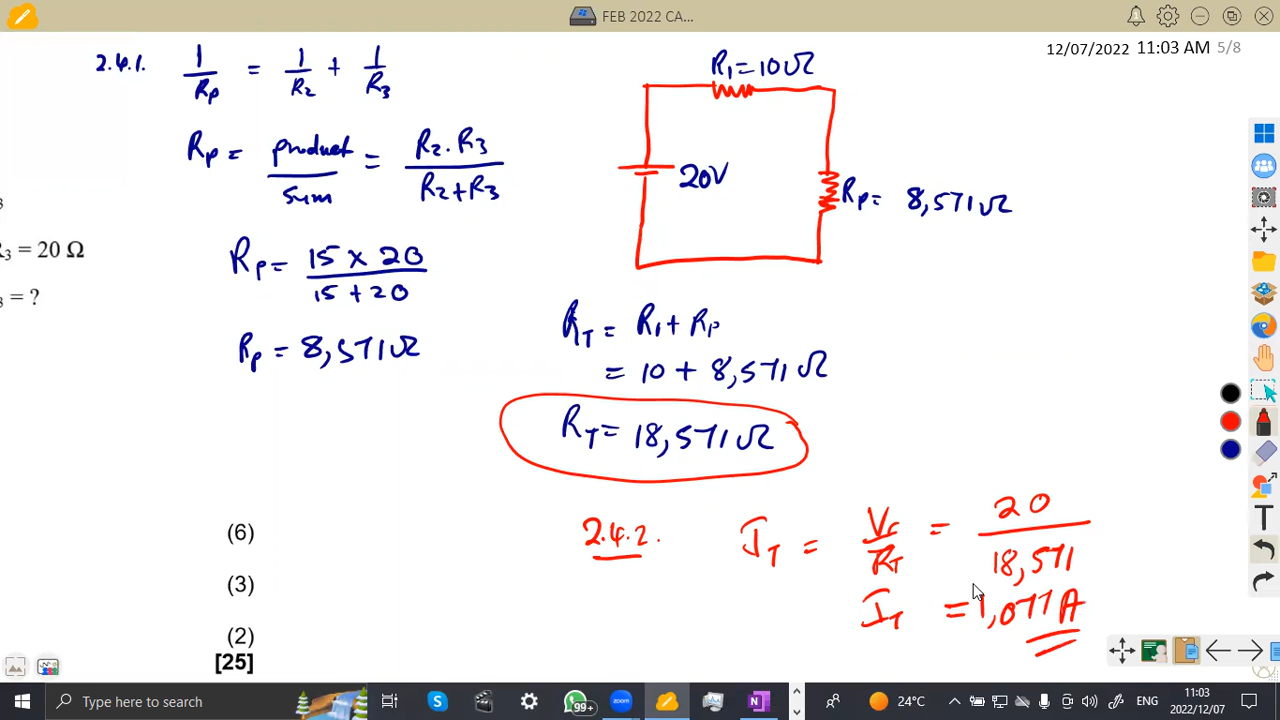 FEB 2022 CA...
12/07/2022 11:03 AM 5/8
2.4.1. 1/Rp = 1/R2 + 1/R3
Rp = product/sum = R2.R3/R2+R3
R3 = 20 Ω
= ?
Rp = 15 x 20/15 + 20
Rp = 8,571Ω
R1=10Ω
20V
Rp= 8,571Ω
RT = R1 + Rp
= 10 + 8,571Ω
RT = 18,571Ω
(6)
(3)
(2)
[25]
2.4.2. IT = /RT = 20/18,571
IT = 1,077A
T
Type here to search
99+
24°C
ENG
11:03
2022/12/07
zoom